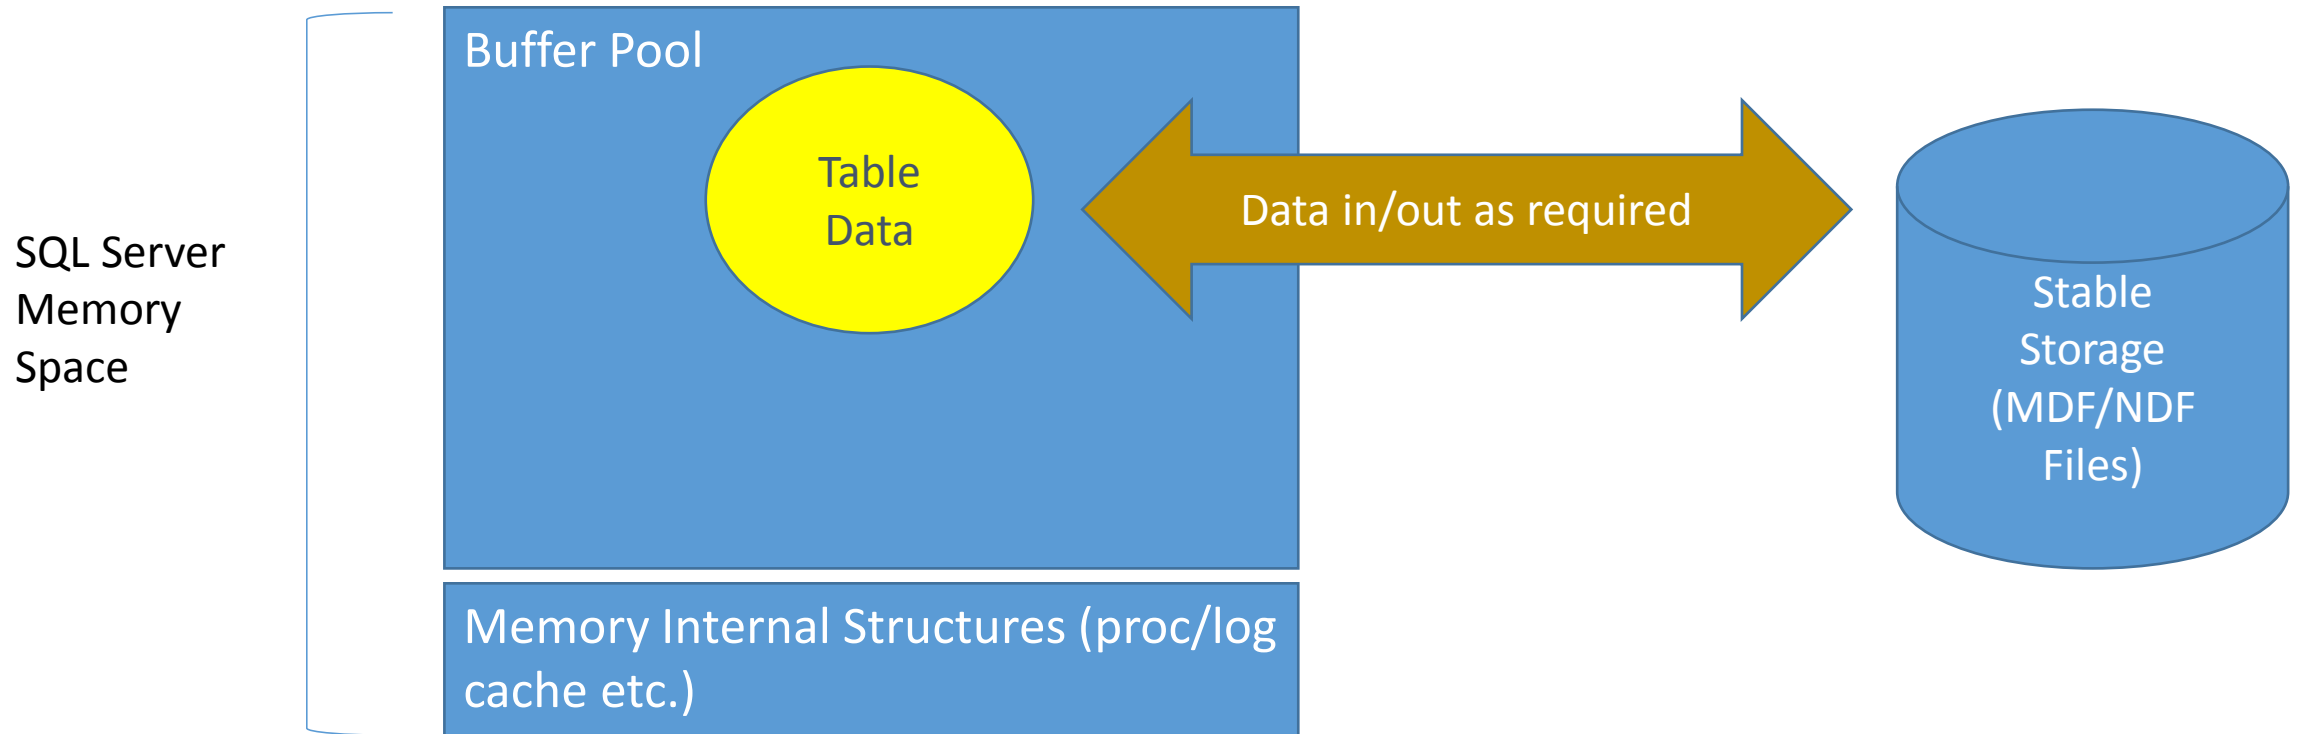 SQL Server
Memory
Space
Buffer Pool
Table
Data
Data in/out as required
Stable
Storage
(MDF/NDF
Files)
Memory Internal Structures (proc/log
cache etc.)